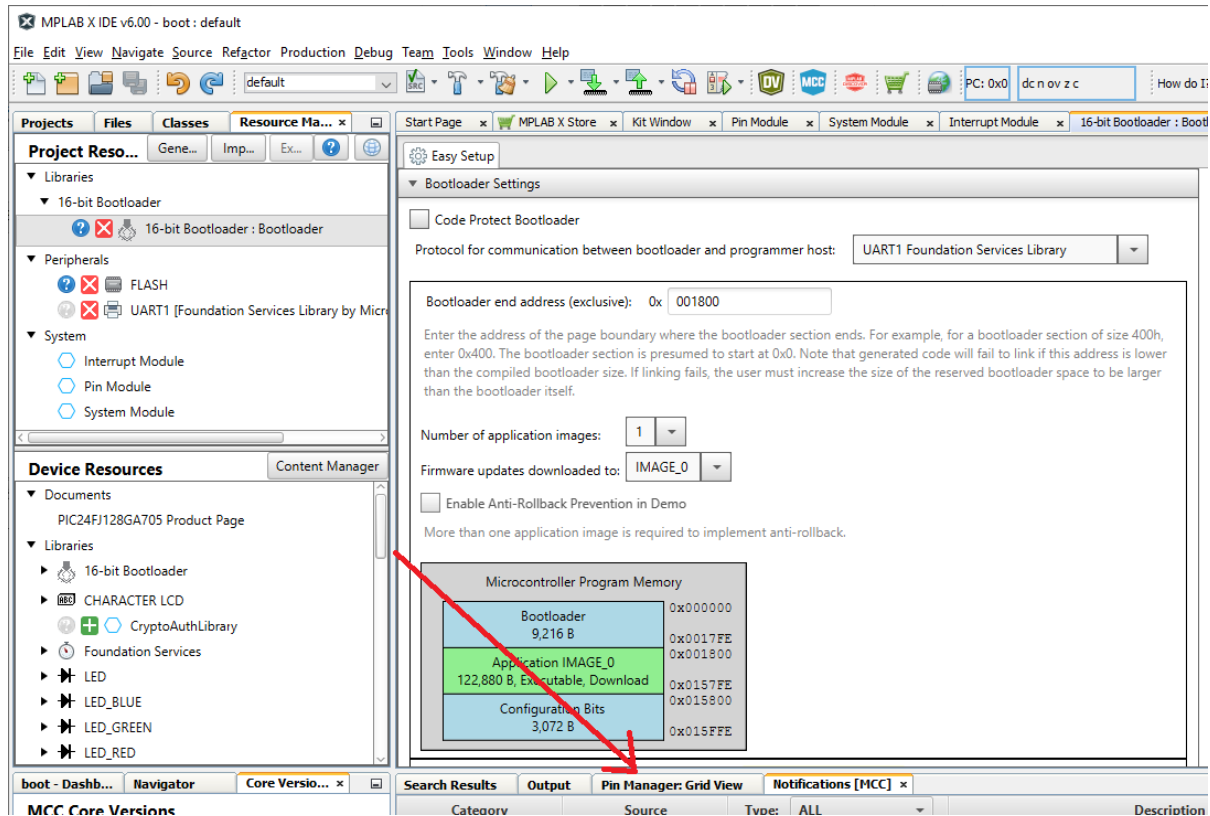 MPLAB X IDE v6.00 - boot : default
File Edit View Navigate Source Refactor Production Debug Team Tools Window Help
default
SRC
DV
MCC
PC: 0x0
dc n ov z c
How do I?
Projects Files Classes Resource Ma... ×
Project Reso... Gene... Imp... Ex...
Libraries
16-bit Bootloader
16-bit Bootloader : Bootloader
Peripherals
FLASH
UART1 [Foundation Services Library by Micr
System
Interrupt Module
Pin Module
System Module
Device Resources Content Manager
Documents
PIC24FJ128GA705 Product Page
Libraries
16-bit Bootloader
ABC CHARACTER LCD
CryptoAuthLibrary
Foundation Services
LED
LED_BLUE
LED_GREEN
LED_RED
boot - Dashb... Navigator Core Versio... ×
MCC Core Versions
Start Page × MPLAB X Store × Kit Window × Pin Module × System Module × Interrupt Module × 16-bit Bootloader : Bootl
Easy Setup
Bootloader Settings
Code Protect Bootloader
Protocol for communication between bootloader and programmer host: UART1 Foundation Services Library
Bootloader end address (exclusive): 0x 001800
Enter the address of the page boundary where the bootloader section ends. For example, for a bootloader section of size 400h,
enter 0x400. The bootloader section is presumed to start at 0x0. Note that generated code will fail to link if this address is lower
than the compiled bootloader size. If linking fails, the user must increase the size of the reserved bootloader space to be larger
than the bootloader itself.
Number of application images: 1
Firmware updates downloaded to: IMAGE_0
Enable Anti-Rollback Prevention in Demo
More than one application image is required to implement anti-rollback.
Microcontroller Program Memory
Bootloader
9,216 B
0x000000
0x0017FE
Application IMAGE_0
122,880 B, Executable, Download
0x001800
0x0157FE
Configuration Bits
3,072 B
0x015800
0x015FFE
Search Results Output Pin Manager: Grid View Notifications [MCC] ×
Category Source Type: ALL Description